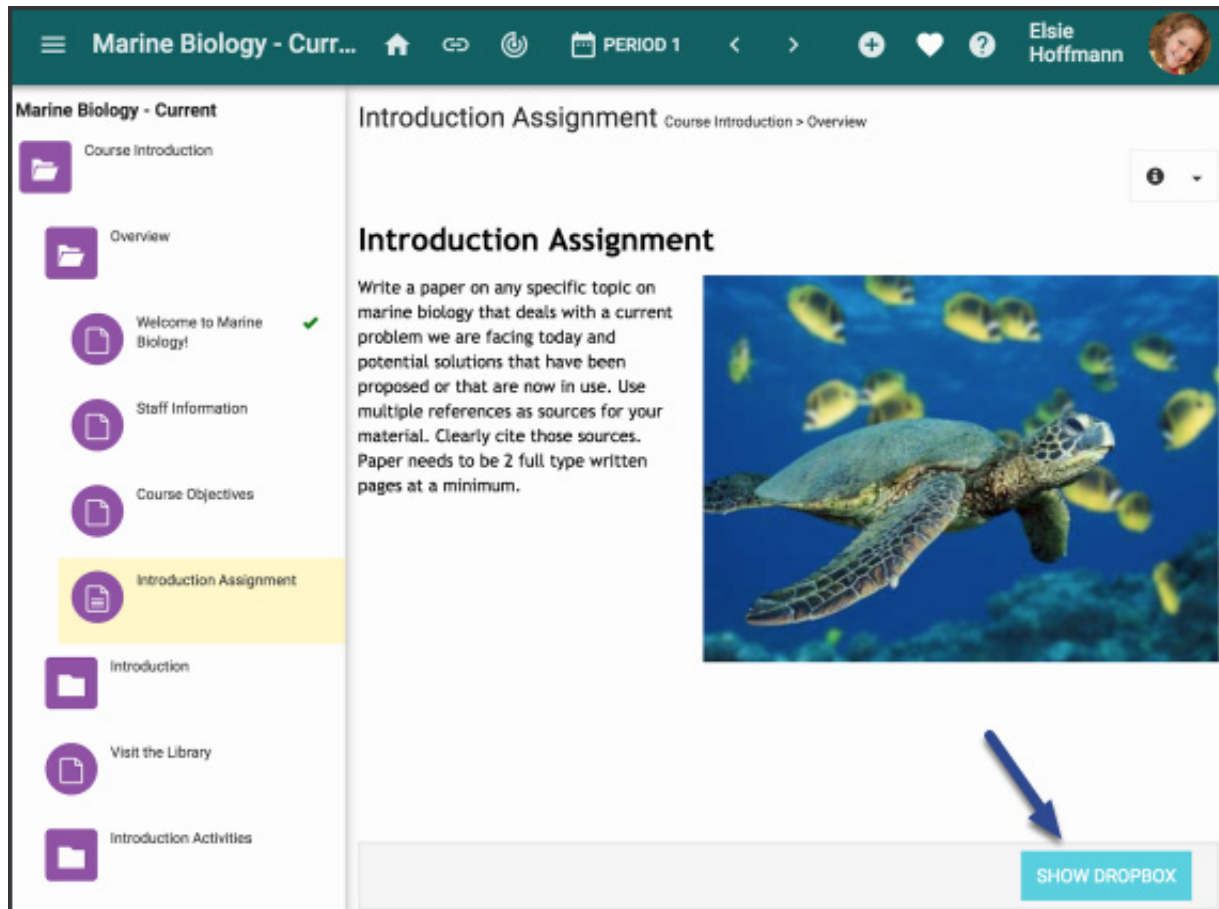 Marine Biology - Curr...
PERIOD 1
Elsie
Hoffmann
Marine Biology - Current
Course Introduction
Overview
Welcome to Marine
Biology!
Staff Information
Course Objectives
Introduction Assignment
Introduction
Visit the Library
Introduction Activities
Introduction Assignment Course Introduction > Overview
Introduction Assignment
Write a paper on any specific topic on
marine biology that deals with a current
problem we are facing today and
potential solutions that have been
proposed or that are now in use. Use
multiple references as sources for your
material. Clearly cite those sources.
Paper needs to be 2 full type written
pages at a minimum.
SHOW DROPBOX